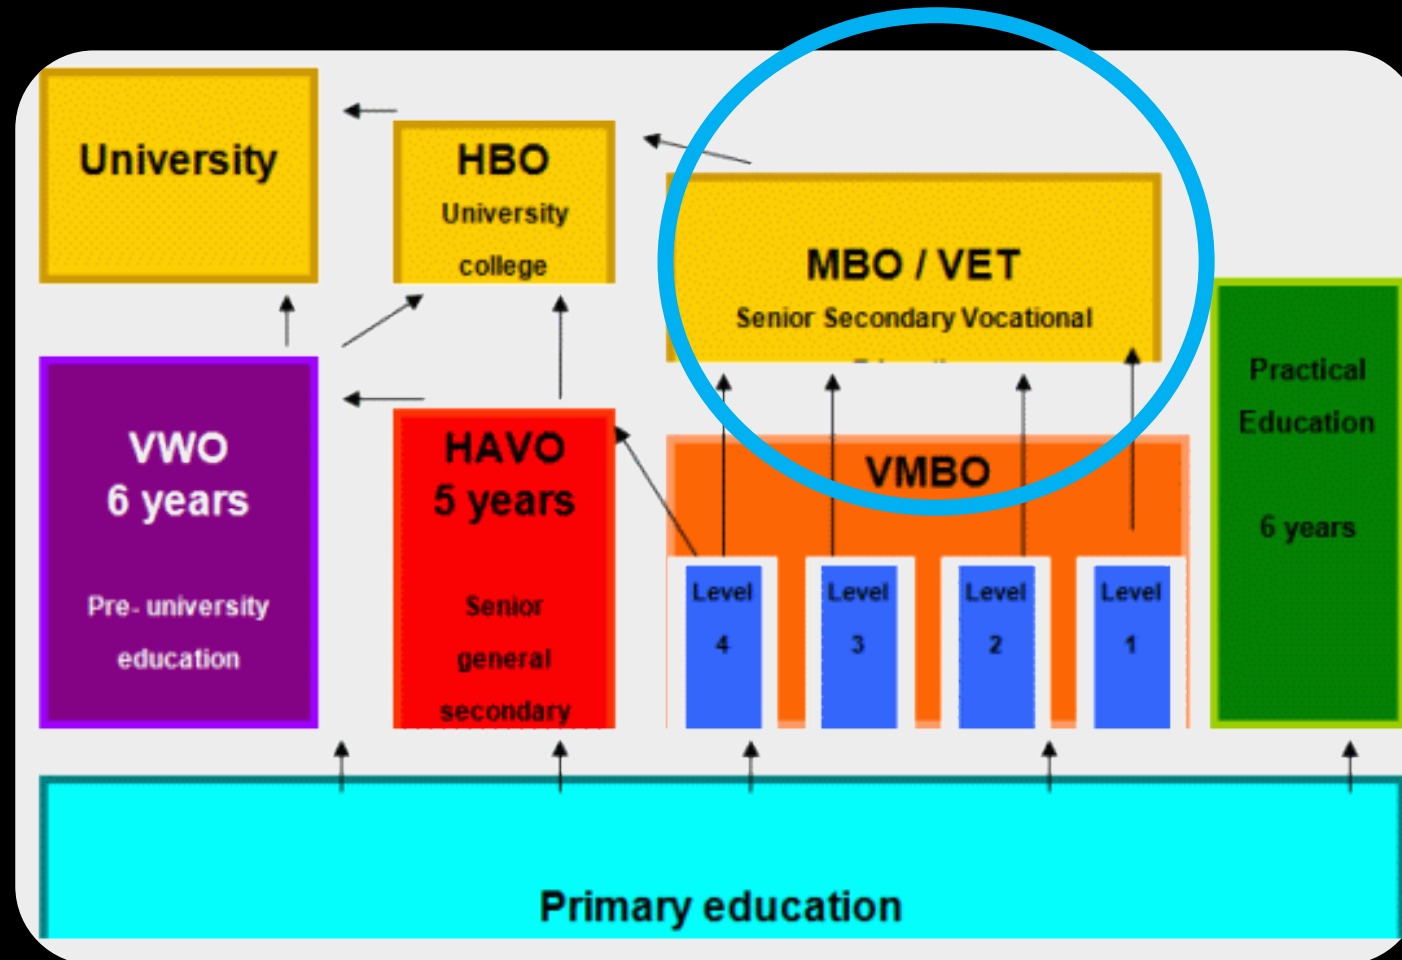 University
HBO
University
college
MBO / VET
Senior Secondary Vocational
Practical
Education
6 years
VWO
6 years
Pre- university
education
HAVO
5 years
Senior
general
secondary
VMBO
Level
4
Level
3
Level
2
Level
1
Primary education